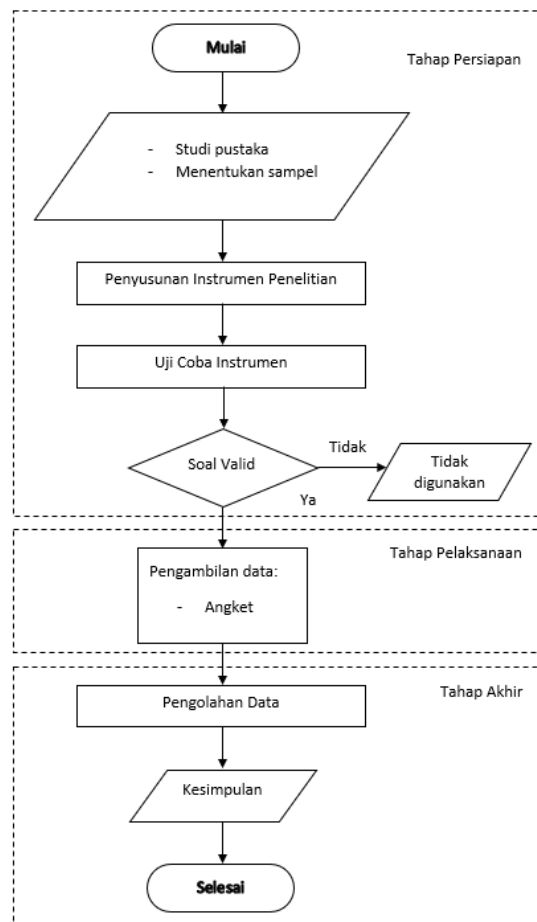 Mulai
Tahap Persiapan
- Studi pustaka
- Menentukan sampel
Penyusunan Instrumen Penelitian
Uji Coba Instrumen
Soal Valid
Tidak
Tidak
digunakan
Ya
Tahap Pelaksanaan
Pengambilan data:
- Angket
Tahap Akhir
Pengolahan Data
Kesimpulan
Selesai